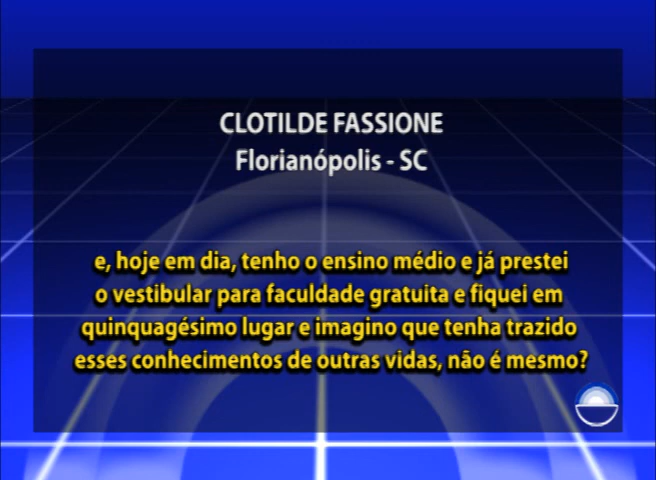 CLOTILDE FASSIONE
Florianópolis - SC
e, hoje em dia, tenho o ensino médio e já prestei
o vestibular para faculdade gratuita e fiquei em
quinquagésimo lugar e imagino que tenha trazido
esses conhecimentos de outras vidas, não é mesmo?